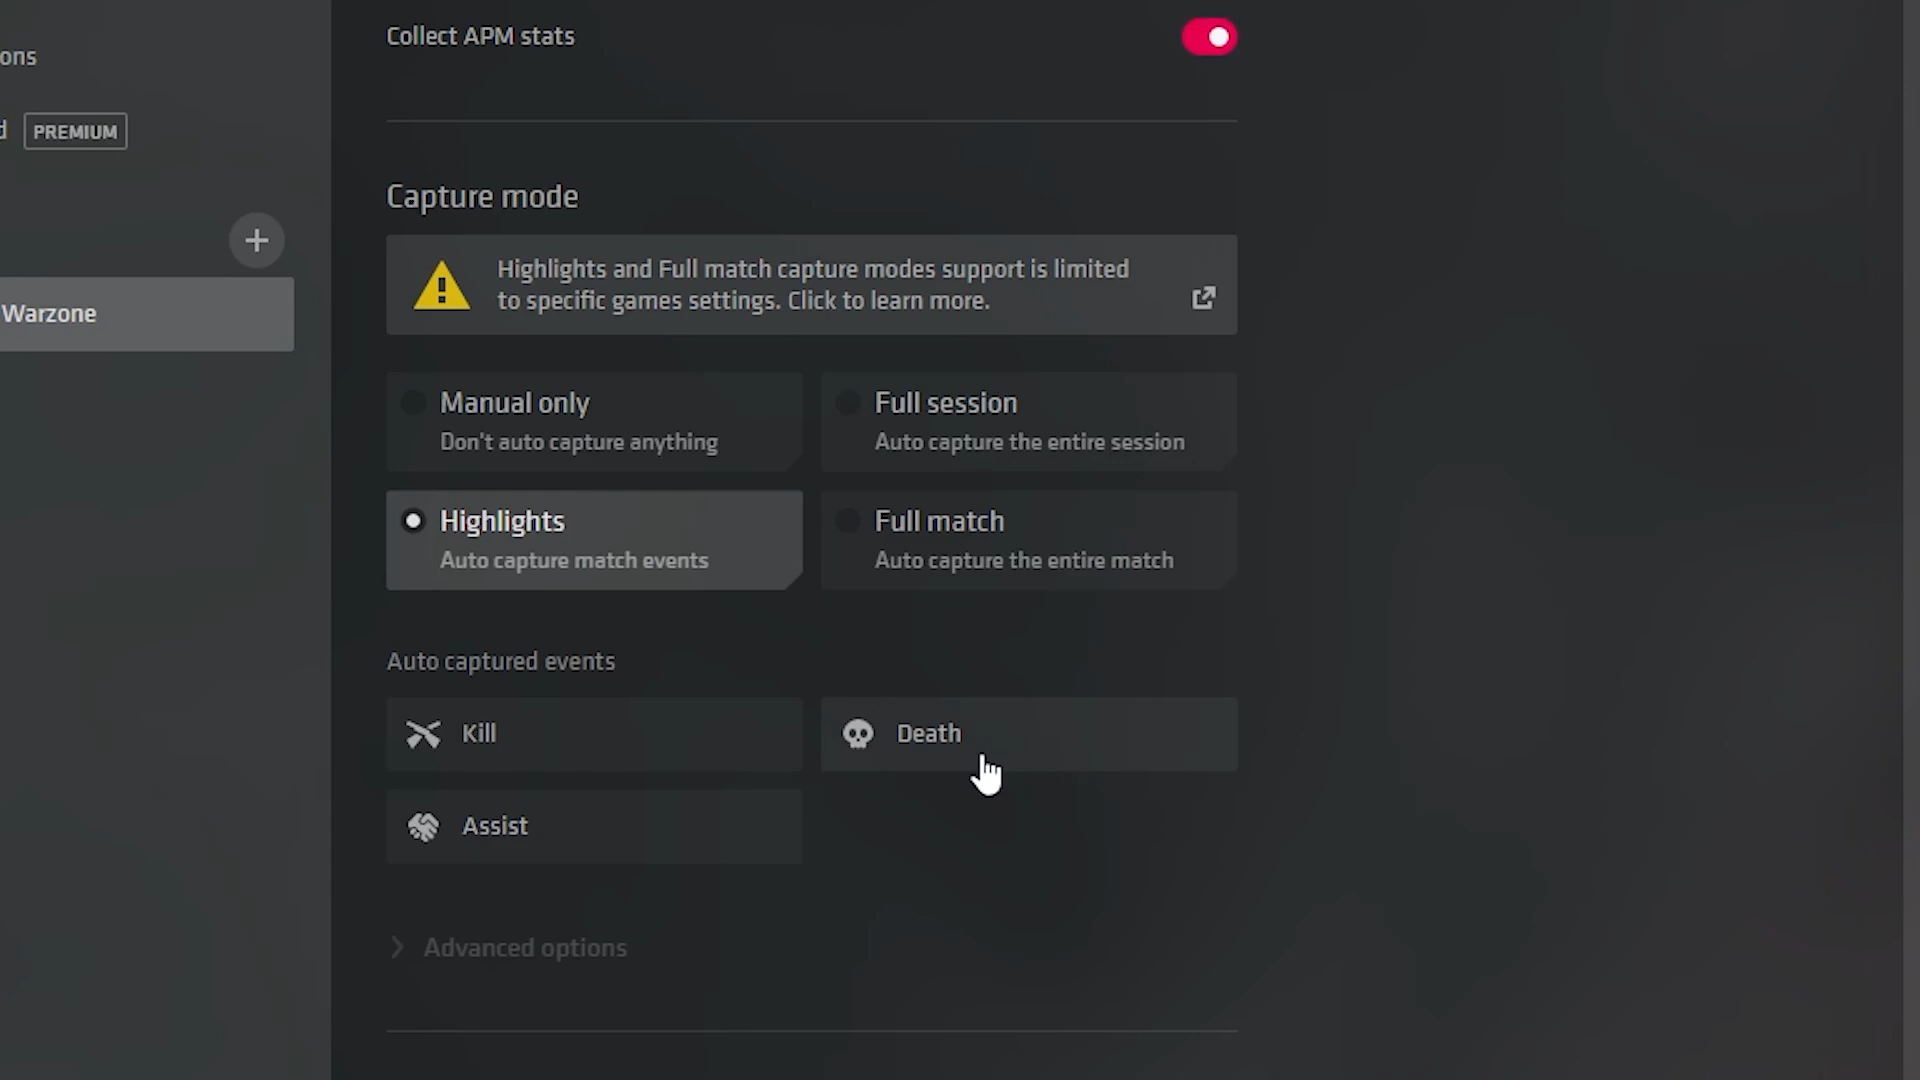 ons
d PREMIUM
Warzone
Collect APM stats
Capture mode
Highlights and Full match capture modes support is limited
to specific games settings. Click to learn more.
Manual only
Don't auto capture anything
Full session
Auto capture the entire session
Highlights
Auto capture match events
Full match
Auto capture the entire match
Auto captured events
Kill
Death
Assist
Advanced options